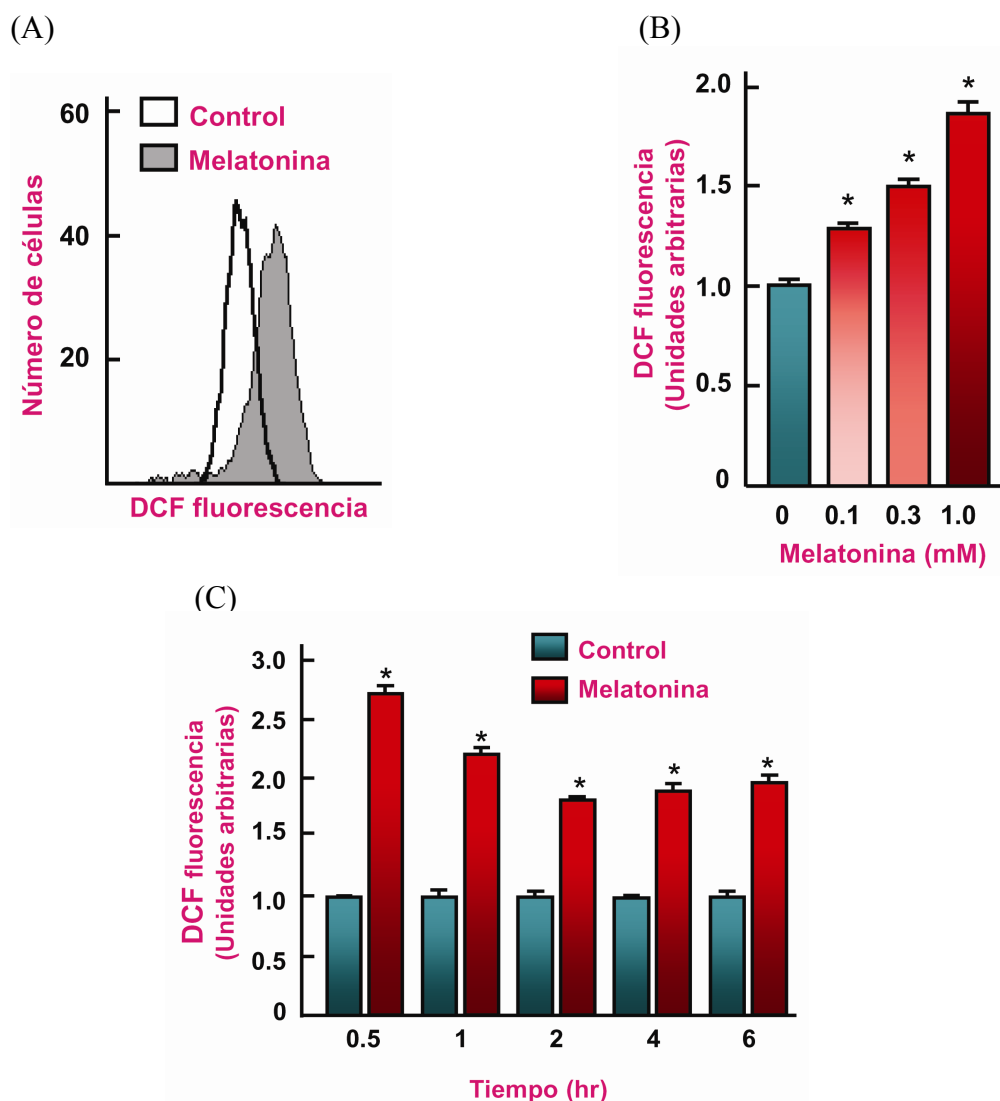 (A)
60
40
20
Número de células
Control
Melatonina
DCF fluorescencia
(B)
2.0
1.5
1.0
0.5
0
DCF fluorescencia
(Unidades arbitrarias)
*
*
*
0 0.1 0.3 1.0
Melatonina (mM)
(C)
3.0
2.5
2.0
1.5
1.0
0.5
0
DCF fluorescencia
(Unidades arbitrarias)
Control
Melatonina
*
*
*
*
*
0.5 1 2 4 6
Tiempo (hr)